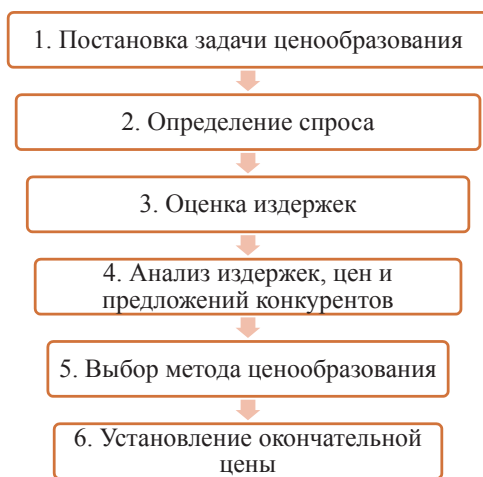 1. Постановка задачи ценообразования
2. Определение спроса
3. Оценка издержек
4. Анализ издержек, цен и
предложений конкурентов
5. Выбор метода ценообразования
6. Установление окончательной
цены